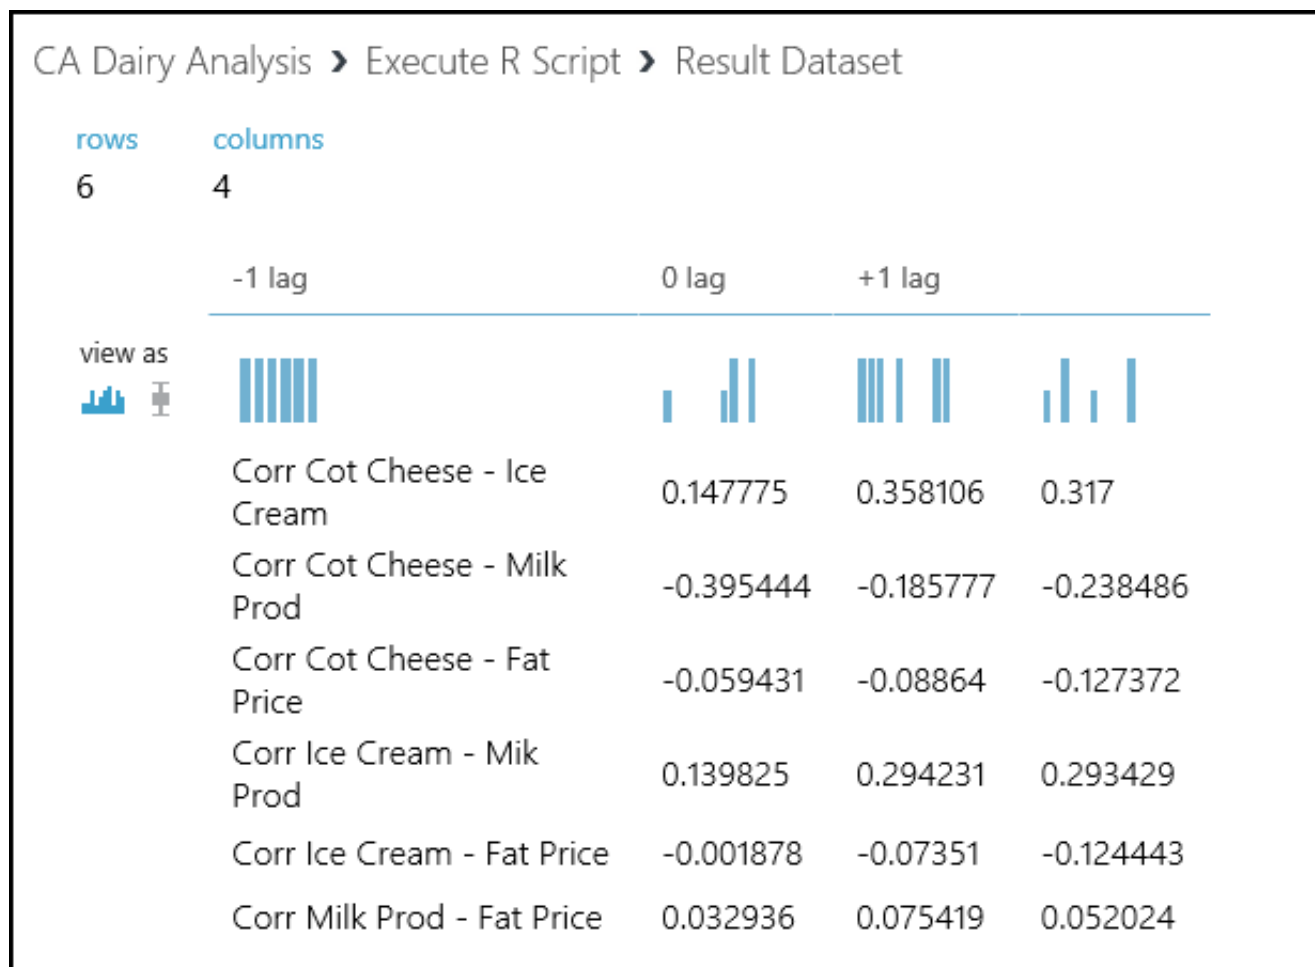 CA Dairy Analysis › Execute R Script › Result Dataset
rows columns
6 4
-1 lag 0 lag +1 lag
view as
Corr Cot Cheese - Ice
Cream
0.147775 0.358106 0.317
Corr Cot Cheese - Milk
Prod
-0.395444 -0.185777 -0.238486
Corr Cot Cheese - Fat
Price
-0.059431 -0.08864 -0.127372
Corr Ice Cream - Mik
Prod
0.139825 0.294231 0.293429
Corr Ice Cream - Fat Price -0.001878 -0.07351 -0.124443
Corr Milk Prod - Fat Price 0.032936 0.075419 0.052024